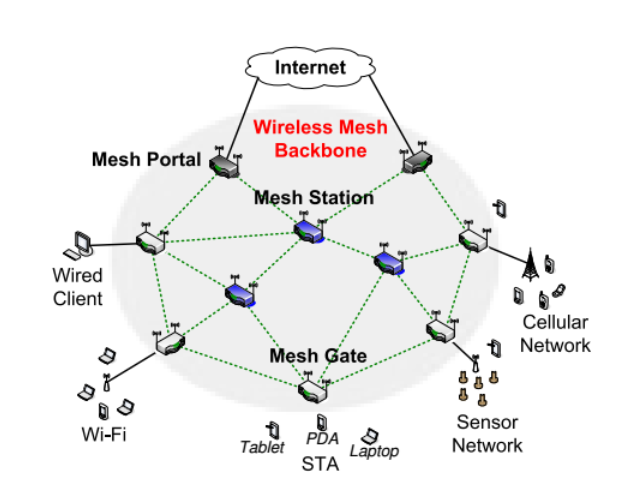 Internet
Wireless Mesh
Backbone
Mesh Portal
Mesh Station
Wired
Client
Cellular
Network
Mesh Gate
Wi-Fi
Tablet
PDA
Laptop
STA
Sensor
Network